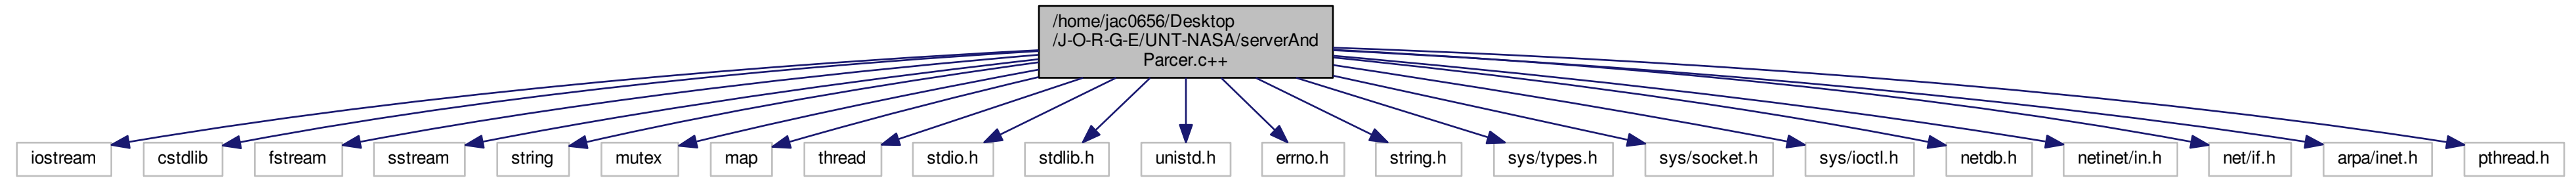 /home/jac0656/Desktop
/J-O-R-G-E/UNT-NASA/serverAnd
Parcer.c++
iostream
cstdlib
fstream
sstream
string
mutex
map
thread
stdio.h
stdlib.h
unistd.h
errno.h
string.h
sys/types.h
sys/socket.h
sys/ioctl.h
netdb.h
netinet/in.h
net/if.h
arpa/inet.h
pthread.h